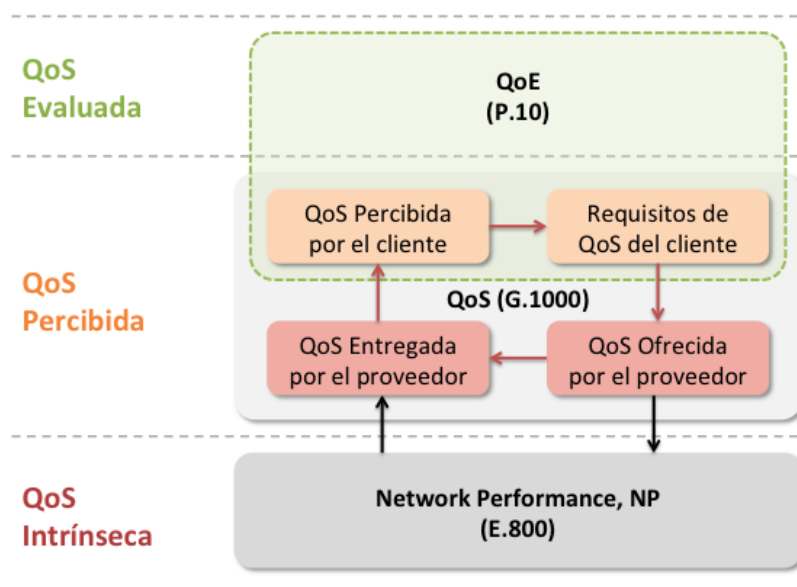 QoS
Evaluada
QoE
(P.10)
QoS Percibida
por el cliente
Requisitos de
QoS del cliente
QoS
Percibida
QoS (G.1000)
QoS Entregada
por el proveedor
QoS Ofrecida
por el proveedor
QoS
Intrínseca
Network Performance, NP
(E.800)